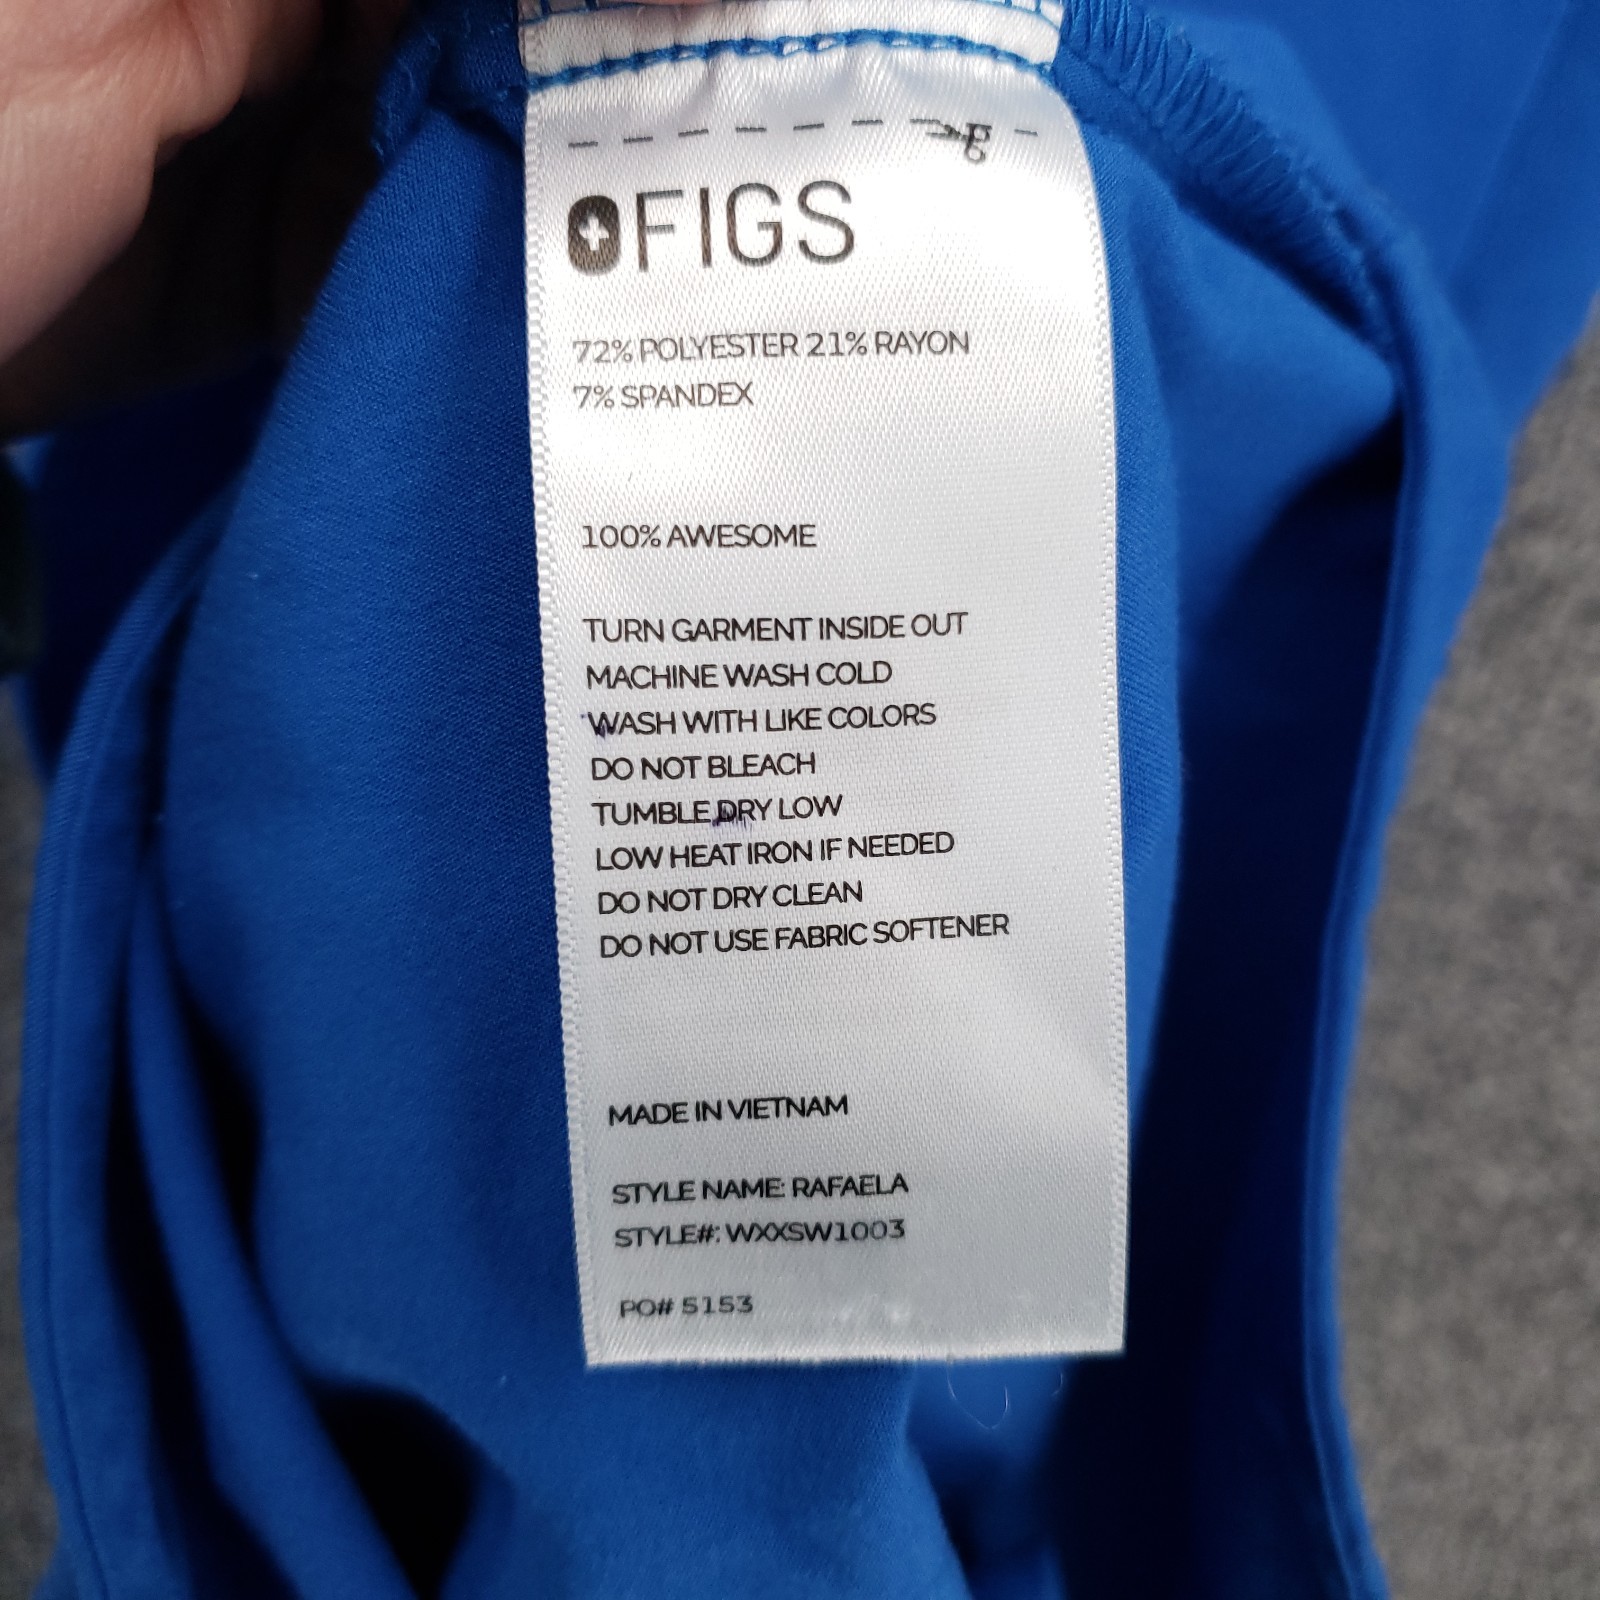 FIGS
72% POLYESTER 21% RAYON
7% SPANDEX
100% AWESOME
TURN GARMENT INSIDE OUT
MACHINE WASH COLD
WASH WITH LIKE COLORS
DO NOT BLEACH
TUMBLE DRY LOW
LOW HEAT IRON IF NEEDED
DO NOT DRY CLEAN
DO NOT USE FABRIC SOFTENER
MADE IN VIETNAM
STYLE NAME: RAFAELA
STYLE#: WXXSW1003
PO# 5153